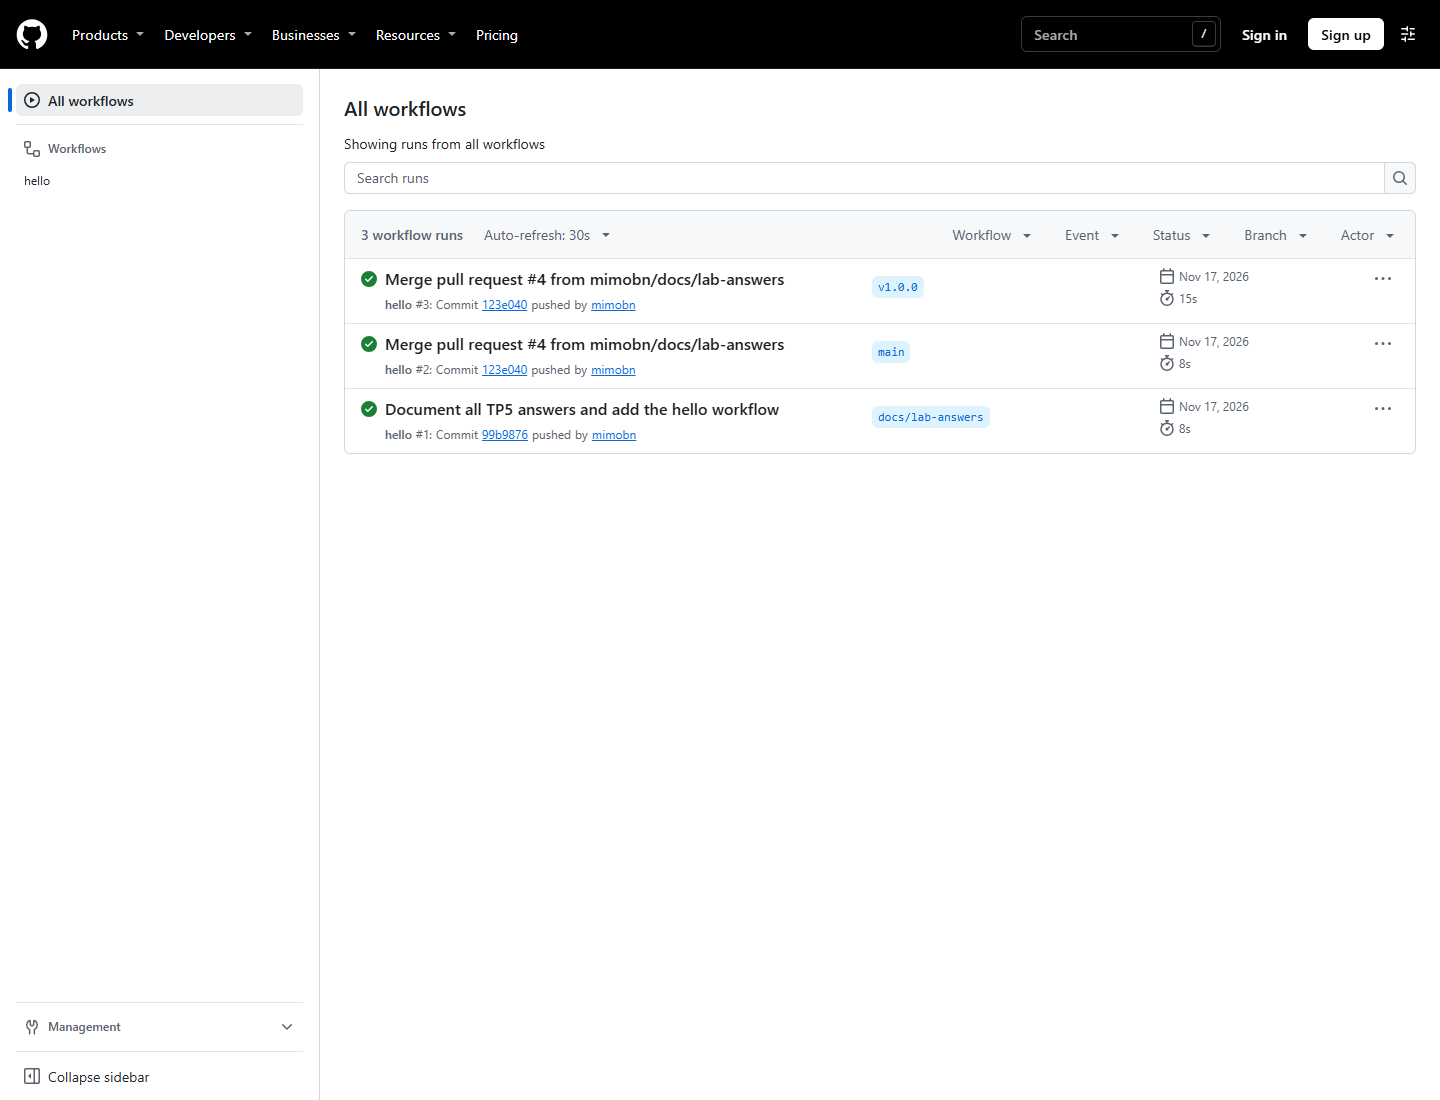 Products Developers Businesses Resources Pricing Search / Sign in Sign up
All workflows
Workflows
hello
Management
Collapse sidebar
All workflows
Showing runs from all workflows
Search runs
3 workflow runs Auto-refresh: 30s Workflow Event Status Branch Actor
Merge pull request #4 from mimobn/docs/lab-answers
hello #3: Commit 123e040 pushed by mimobn
v1.0.0
Nov 17, 2026
15s
Merge pull request #4 from mimobn/docs/lab-answers
hello #2: Commit 123e040 pushed by mimobn
main
Nov 17, 2026
8s
Document all TP5 answers and add the hello workflow
hello #1: Commit 99b9876 pushed by mimobn
docs/lab-answers
Nov 17, 2026
8s